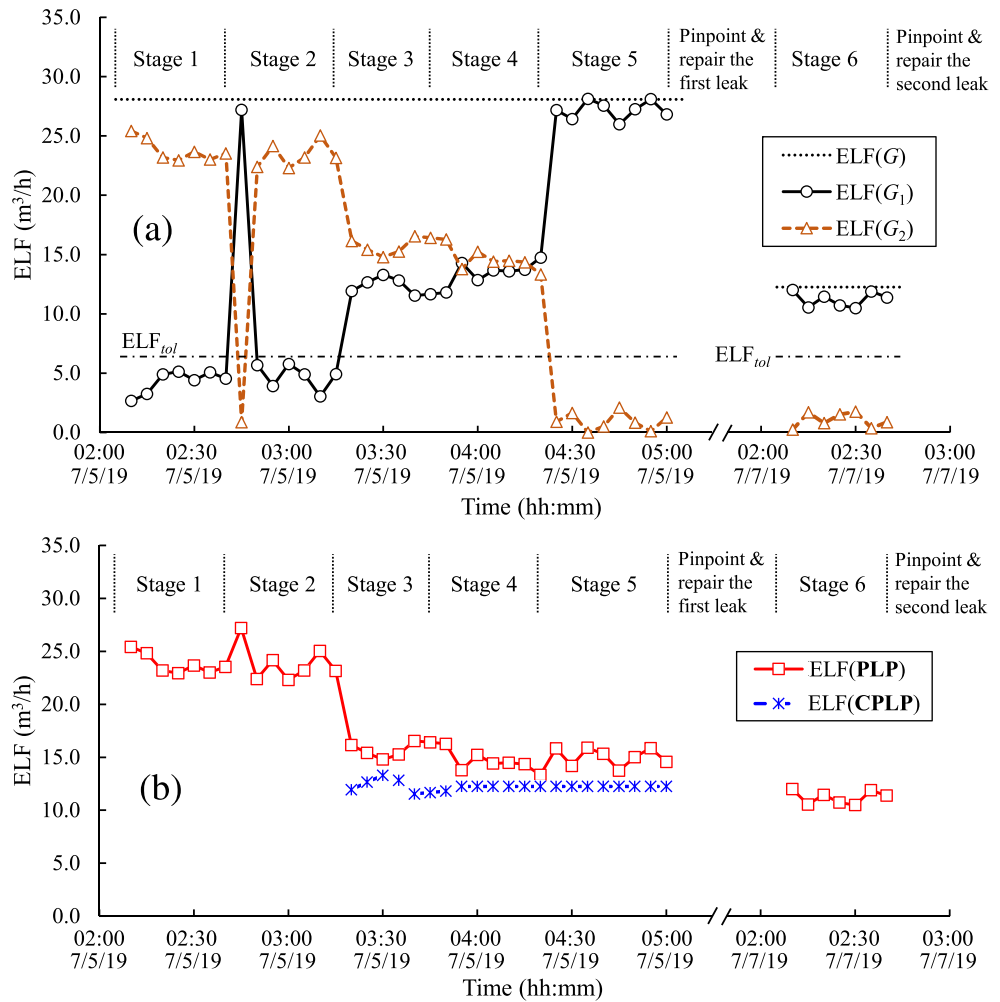 35.0
30.0
25.0
20.0
15.0
10.0
5.0
0.0
ELF (m³/h)
Stage 1
Stage 2
Stage 3
Stage 4
Stage 5
Pinpoint &
repair the
first leak
Stage 6
Pinpoint &
repair the
second leak
(a)
ELF(G)
ELF(G₁)
ELF(G₂)
ELFtol
ELFtol
02:00 02:30 03:00 03:30 04:00 04:30 05:00 02:00 02:30 03:00
7/5/19 7/5/19 7/5/19 7/5/19 7/5/19 7/5/19 7/5/19 7/7/19 7/7/19 7/7/19
Time (hh:mm)
35.0
30.0
25.0
20.0
15.0
10.0
5.0
0.0
ELF (m³/h)
Stage 1
Stage 2
Stage 3
Stage 4
Stage 5
Pinpoint &
repair the
first leak
Stage 6
Pinpoint &
repair the
second leak
(b)
ELF(PLP)
ELF(CPLP)
02:00 02:30 03:00 03:30 04:00 04:30 05:00 02:00 02:30 03:00
7/5/19 7/5/19 7/5/19 7/5/19 7/5/19 7/5/19 7/5/19 7/7/19 7/7/19 7/7/19
Time (hh:mm)